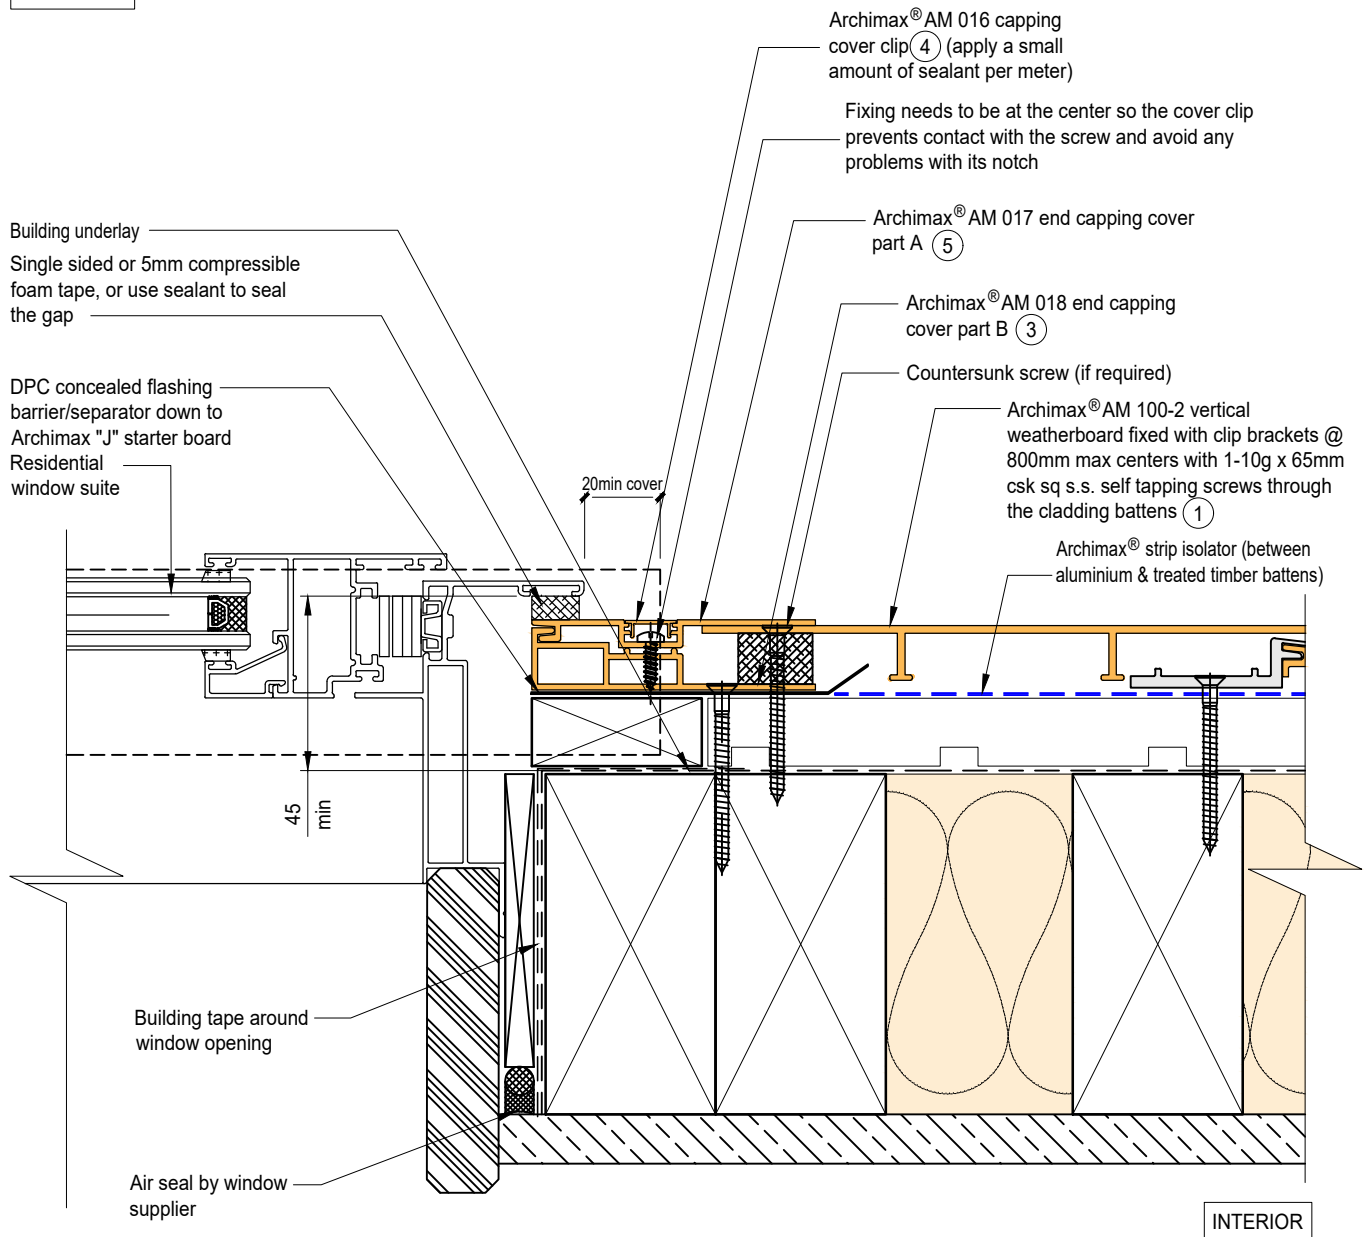 Archimax® AM 016 capping
cover clip 4 (apply a small
amount of sealant per meter)
Fixing needs to be at the center so the cover clip
prevents contact with the screw and avoid any
problems with its notch
Archimax® AM 017 end capping cover
part A 5
Archimax® AM 018 end capping
cover part B 3
Countersunk screw (if required)
Archimax® AM 100-2 vertical
weatherboard fixed with clip brackets @
800mm max centers with 1-10g x 65mm
csk sq s.s. self tapping screws through
the cladding battens 1
Archimax® strip isolator (between
aluminium & treated timber battens)
Building underlay
Single sided or 5mm compressible
foam tape, or use sealant to seal
the gap
DPC concealed flashing
barrier/separator down to
Archimax "J" starter board
Residential
window suite
20min cover
45
min
Building tape around
window opening
Air seal by window
supplier
INTERIOR